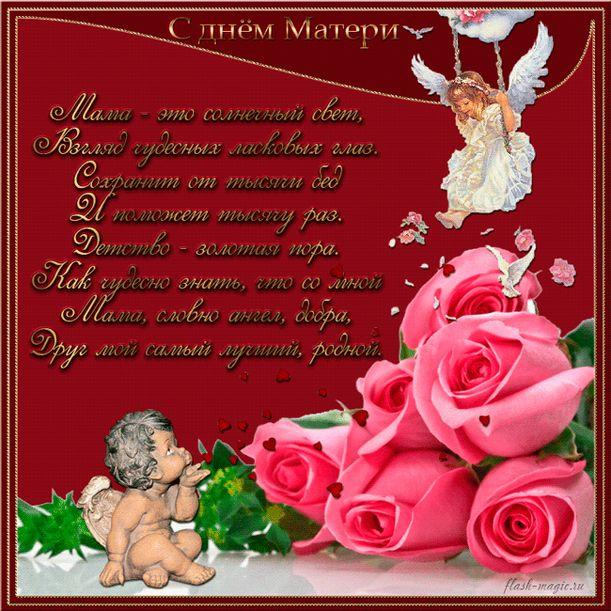 С днём Матери
Мама - это солнечный свет,
Взгляд чудесных ласковых глаз.
Сохранит от тысячи бед
И поможет тысячу раз.
Детство - золотая пора.
Как чудесно знать, что со мной
Мама, словно ангел, добра,
Друг мой самый лучший, родной.
flash-magic.ru